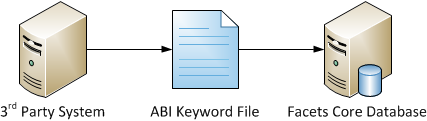 3rd Party System
ABI Keyword File
Facets Core Database